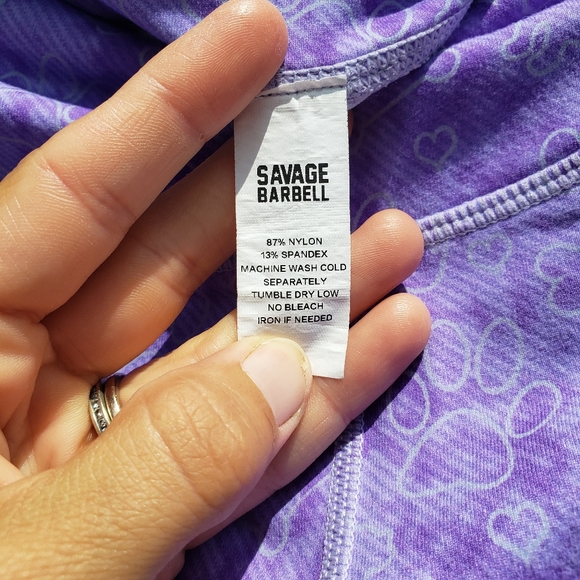 SAVAGE
BARBELL
87% NYLON
13% SPANDEX
MACHINE WASH COLD
SEPARATELY
TUMBLE DRY LOW
NO BLEACH
IRON IF NEEDED